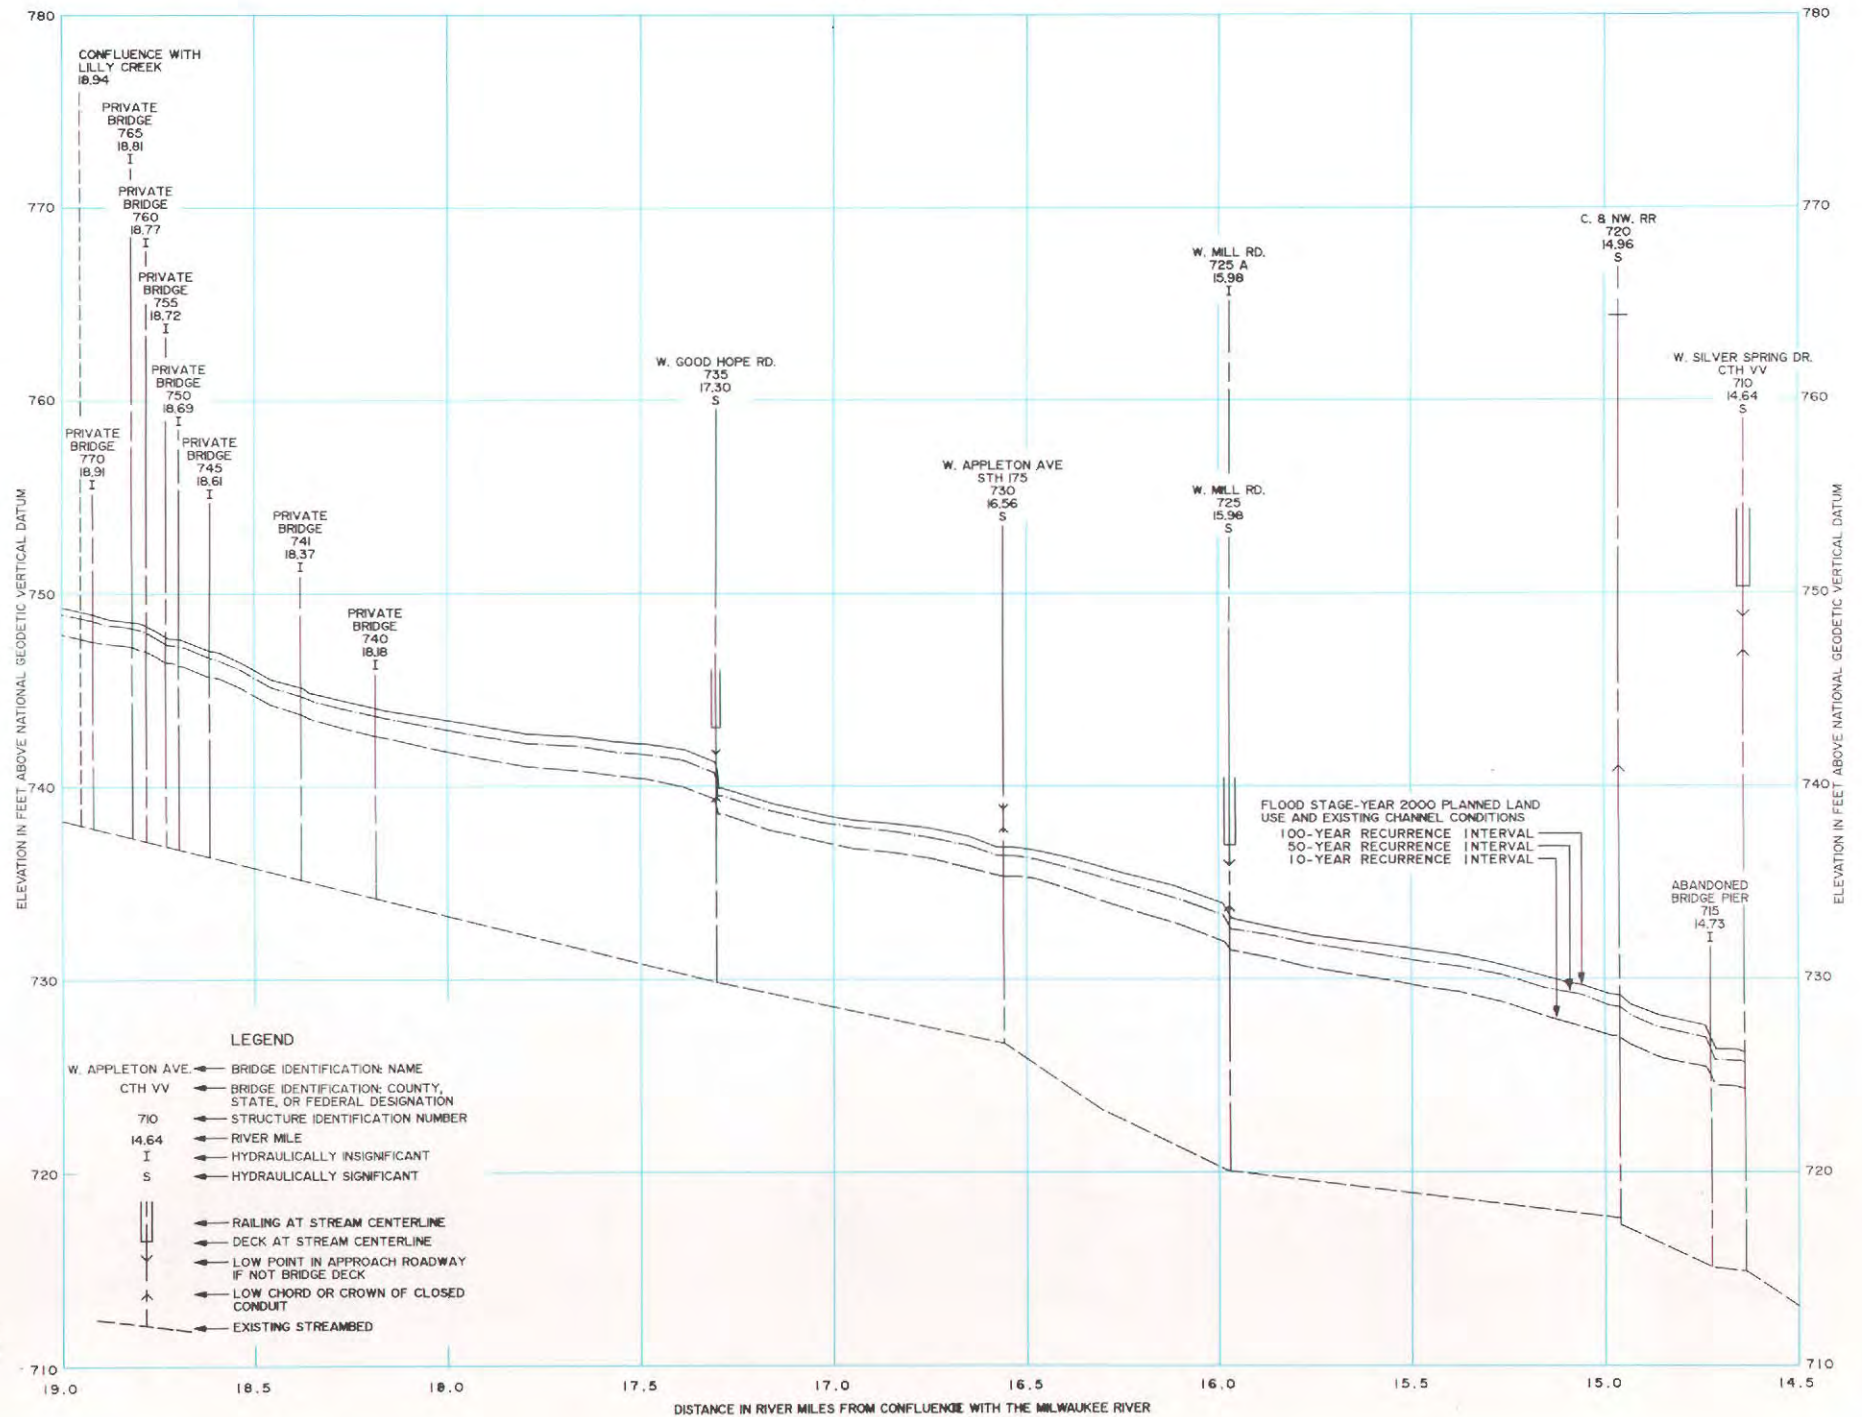 780
780
CONFLUENCE WITH
LILLY CREEK
18.94
PRIVATE
BRIDGE
765
18.81
I
PRIVATE
BRIDGE
760
18.77
I
PRIVATE
BRIDGE
755
18.72
I
PRIVATE
BRIDGE
750
18.69
I
PRIVATE
BRIDGE
770
18.91
I
PRIVATE
BRIDGE
745
18.61
I
PRIVATE
BRIDGE
741
18.37
I
PRIVATE
BRIDGE
740
18.18
I
W. GOOD HOPE RD.
735
17.30
S
W. APPLETON AVE
STH 175
730
16.56
S
W. MILL RD.
725 A
15.98
I
W. MILL RD.
725
15.98
S
C. & NW. RR
720
14.96
S
W. SILVER SPRING DR.
CTH VV
710
14.64
S
ABANDONED
BRIDGE PIER
715
14.73
I
770
770
760
760
750
750
740
740
730
730
720
720
710
710
ELEVATION IN FEET ABOVE NATIONAL GEODETIC VERTICAL DATUM
ELEVATION IN FEET ABOVE NATIONAL GEODETIC VERTICAL DATUM
FLOOD STAGE-YEAR 2000 PLANNED LAND
USE AND EXISTING CHANNEL CONDITIONS
100-YEAR RECURRENCE INTERVAL
50-YEAR RECURRENCE INTERVAL
10-YEAR RECURRENCE INTERVAL
LEGEND
W. APPLETON AVE. BRIDGE IDENTIFICATION: NAME
CTH VV BRIDGE IDENTIFICATION: COUNTY,
STATE, OR FEDERAL DESIGNATION
710 STRUCTURE IDENTIFICATION NUMBER
14.64 RIVER MILE
I HYDRAULICALLY INSIGNIFICANT
S HYDRAULICALLY SIGNIFICANT
RAILING AT STREAM CENTERLINE
DECK AT STREAM CENTERLINE
LOW POINT IN APPROACH ROADWAY
IF NOT BRIDGE DECK
LOW CHORD OR CROWN OF CLOSED
CONDUIT
EXISTING STREAMBED
19.0
18.5
18.0
17.5
17.0
16.5
16.0
15.5
15.0
14.5
DISTANCE IN RIVER MILES FROM CONFLUENCE WITH THE MILWAUKEE RIVER